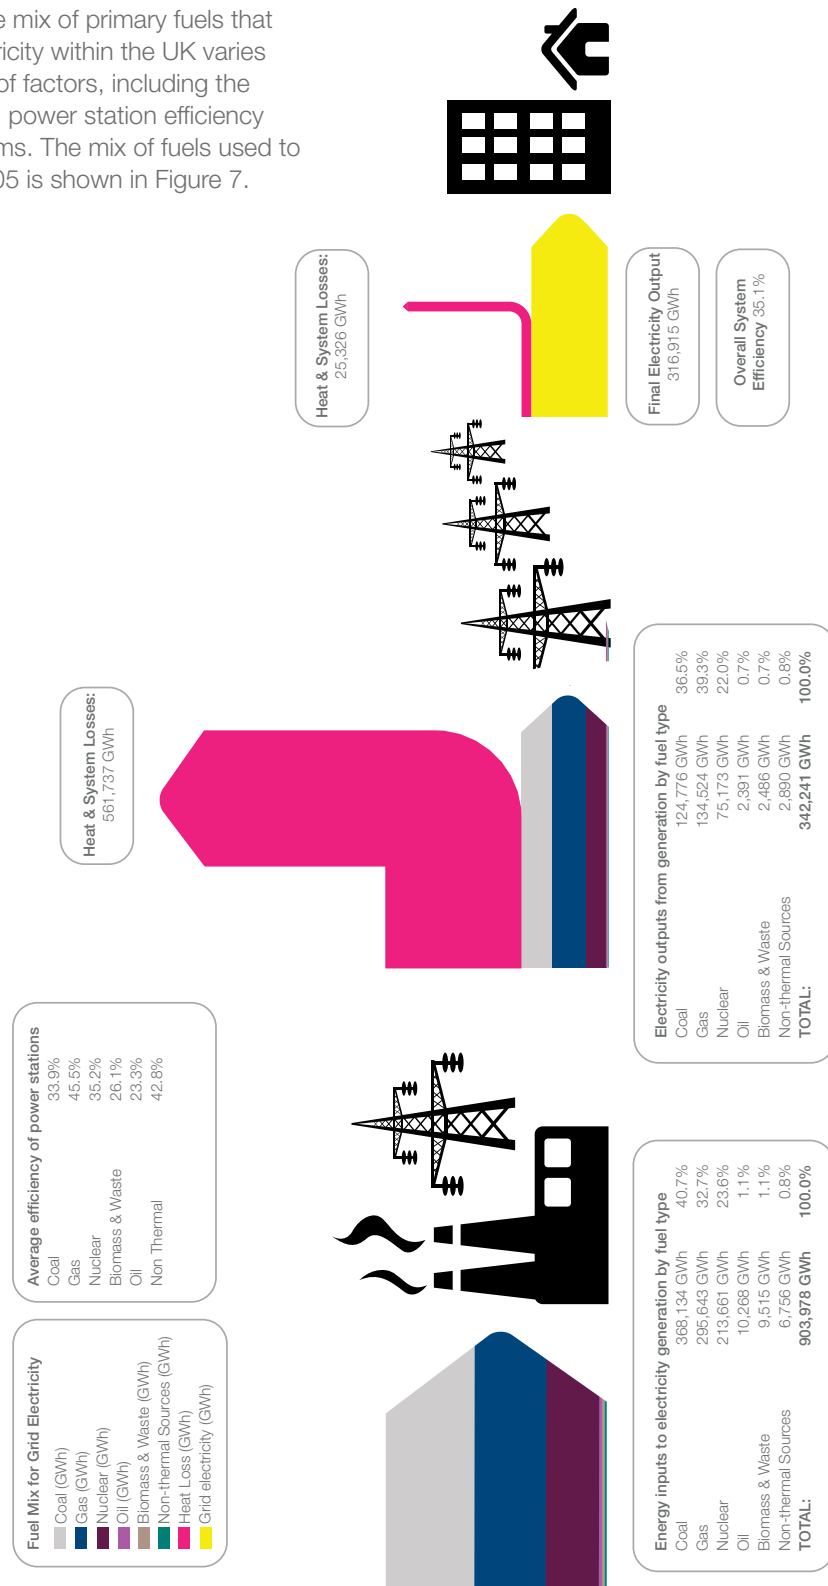 e mix of primary fuels that
ricity within the UK varies
of factors, including the
, power station efficiency
ms. The mix of fuels used to
05 is shown in Figure 7.
Fuel Mix for Grid Electricity
Coal (GWh)
Gas (GWh)
Nuclear (GWh)
Oil (GWh)
Biomass & Waste (GWh)
Non-thermal Sources (GWh)
Heat Loss (GWh)
Grid electricity (GWh)
Average efficiency of power stations
Coal 33.9%
Gas 45.5%
Nuclear 35.2%
Biomass & Waste 26.1%
Oil 23.3%
Non Thermal 42.8%
Heat & System Losses:
561,737 GWh
Heat & System Losses:
25,326 GWh
Energy inputs to electricity generation by fuel type
Coal 368,134 GWh 40.7%
Gas 295,643 GWh 32.7%
Nuclear 213,661 GWh 23.6%
Oil 10,268 GWh 1.1%
Biomass & Waste 9,515 GWh 1.1%
Non-thermal Sources 6,756 GWh 0.8%
TOTAL: 903,978 GWh 100.0%
Electricity outputs from generation by fuel type
Coal 124,776 GWh 36.5%
Gas 134,524 GWh 39.3%
Nuclear 75,173 GWh 22.0%
Oil 2,391 GWh 0.7%
Biomass & Waste 2,486 GWh 0.7%
Non-thermal Sources 2,890 GWh 0.8%
TOTAL: 342,241 GWh 100.0%
Final Electricity Output
316,915 GWh
Overall System
Efficiency 35.1%